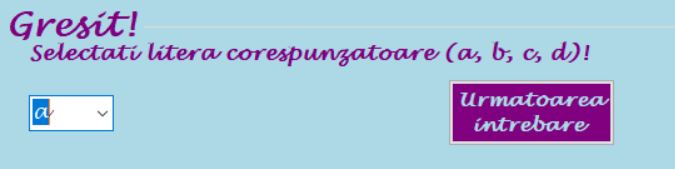 Gresit!
Selectati litera corespunzatoare (a, b, c, d)!
a
Urmatoarea
intrebare